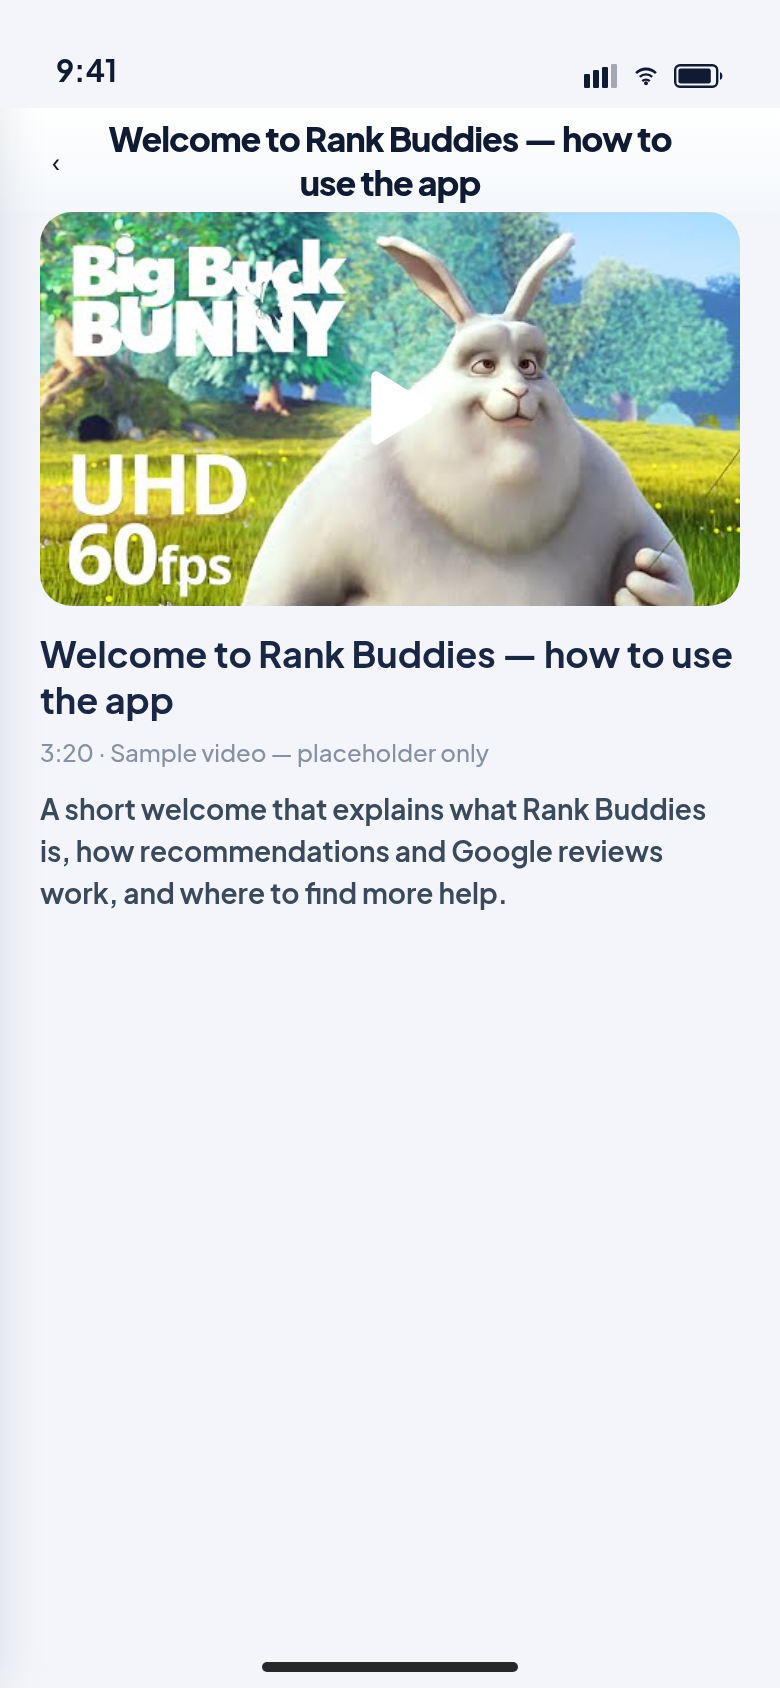 9:41
‹
Welcome to Rank Buddies — how to
use the app
Big Buck
BUNNY
UHD
60fps
Welcome to Rank Buddies — how to use
the app
3:20 · Sample video — placeholder only
A short welcome that explains what Rank Buddies
is, how recommendations and Google reviews
work, and where to find more help.